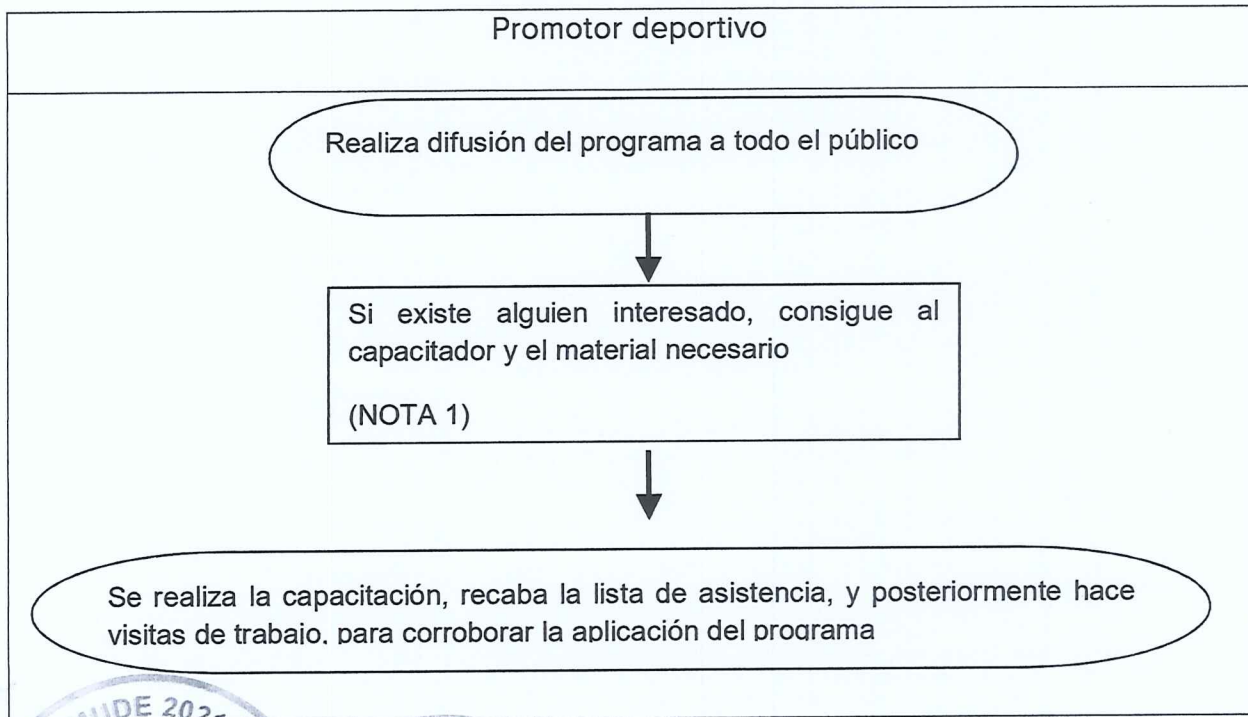 Promotor deportivo
Realiza difusión del programa a todo el público
Si existe alguien interesado, consigue al
capacitador y el material necesario
(NOTA 1)
Se realiza la capacitación, recaba la lista de asistencia, y posteriormente hace
visitas de trabajo, para corroborar la aplicación del programa